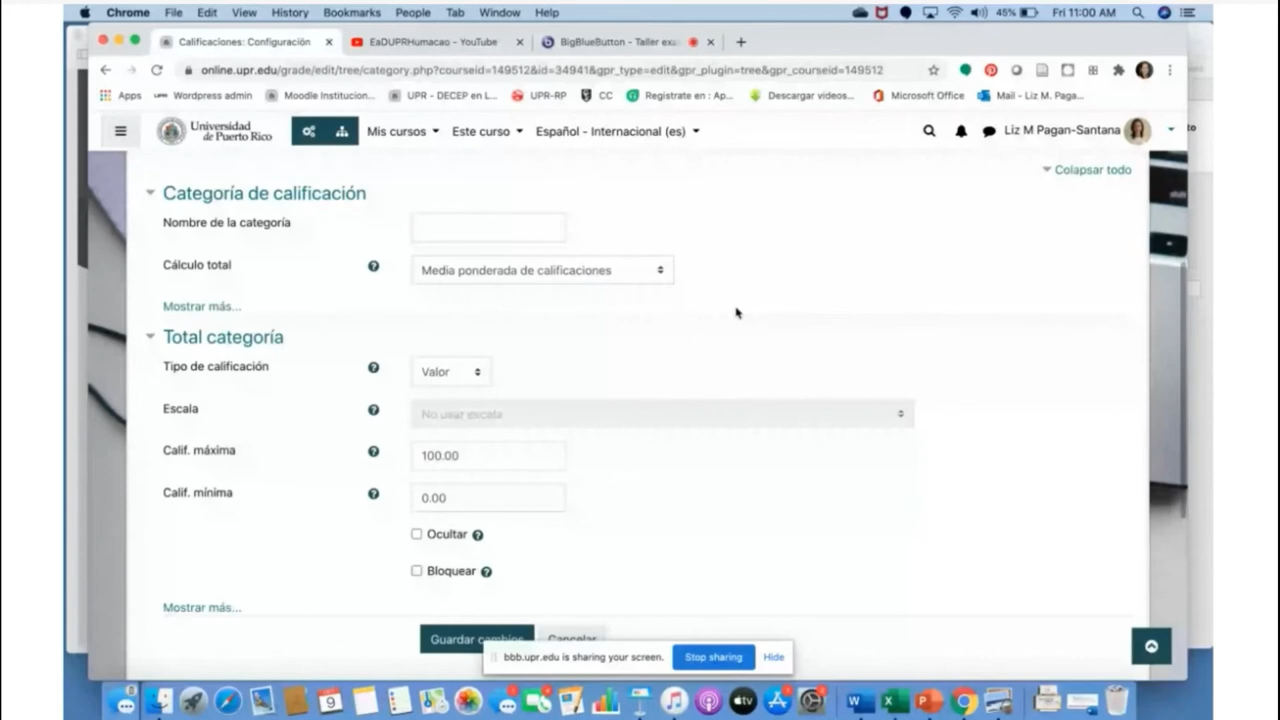 Chrome File Edit View History Bookmarks People Tab Window Help 45% Fri 11:00 AM
Calificaciones: Configuración EaDUPRHumacao - YouTube BigBlueButton - Taller exa
online.upr.edu/grade/edit/tree/category.php?courseid=149512&id=34941&gpr_type=edit&gpr_plugin=tree&gpr_courseid=149512
Apps Wordpress admin Moodle Institucion... UPR - DECEP en L... UPR-RP CC Registrate en : Ap... Descargar videos... Microsoft Office Mail - Liz M. Paga...
Universidad
de Puerto Rico
Mis cursos Este curso Español - Internacional (es) Liz M Pagan-Santana
Colapsar todo
Categoría de calificación
Nombre de la categoría
Cálculo total Media ponderada de calificaciones
Mostrar más...
Total categoría
Tipo de calificación Valor
Escala No usar escala
Calif. máxima 100.00
Calif. mínima 0.00
Ocultar
Bloquear
Mostrar más...
Guardar cambios Cancelar
bbb.upr.edu is sharing your screen. Stop sharing Hide
9 tv W X P